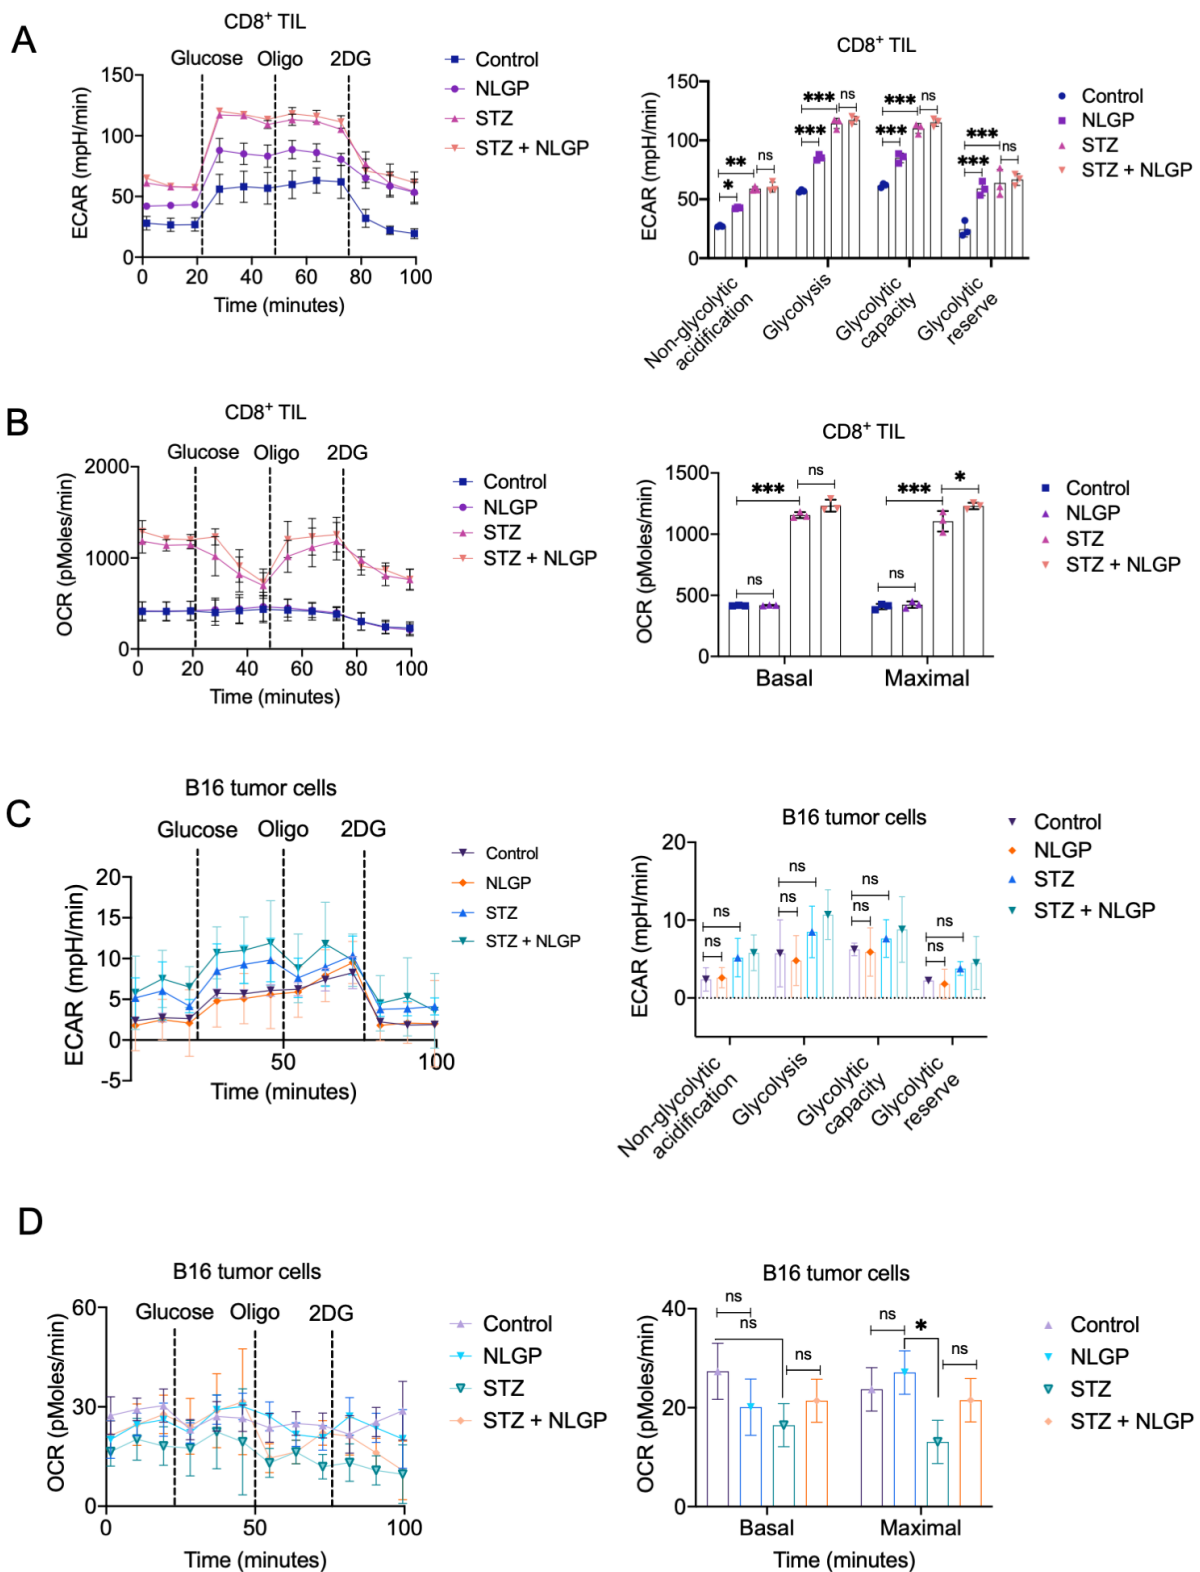 A
CD8+ TIL
Glucose Oligo 2DG
ECAR (mpH/min)
150
100
50
0
0 20 40 60 80 100
Time (minutes)
Control
NLGP
STZ
STZ + NLGP
CD8+ TIL
ECAR (mpH/min)
150
100
50
0
* ** ns
*** *** ns
*** *** ns
*** *** ns
Non-glycolytic
acidification
Glycolysis
Glycolytic
capacity
Glycolytic
reserve
Control
NLGP
STZ
STZ + NLGP
B
CD8+ TIL
Glucose Oligo 2DG
OCR (pMoles/min)
2000
1000
0
0 20 40 60 80 100
Time (minutes)
Control
NLGP
STZ
STZ + NLGP
CD8+ TIL
OCR (pMoles/min)
1500
1000
500
0
ns *** ns
ns *** *
Basal Maximal
Control
NLGP
STZ
STZ + NLGP
C
B16 tumor cells
Glucose Oligo 2DG
ECAR (mpH/min)
20
15
10
5
0
-5
50 100
Time (minutes)
Control
NLGP
STZ
STZ + NLGP
B16 tumor cells
ECAR (mpH/min)
20
10
0
ns ns
ns ns
ns ns
ns ns
Non-glycolytic
acidification
Glycolysis
Glycolytic
capacity
Glycolytic
reserve
Control
NLGP
STZ
STZ + NLGP
D
B16 tumor cells
Glucose Oligo 2DG
OCR (pMoles/min)
60
30
0
0 50 100
Time (minutes)
Control
NLGP
STZ
STZ + NLGP
B16 tumor cells
OCR (pMoles/min)
40
20
0
ns ns ns
ns * ns
Basal Maximal
Time (minutes)
Control
NLGP
STZ
STZ + NLGP